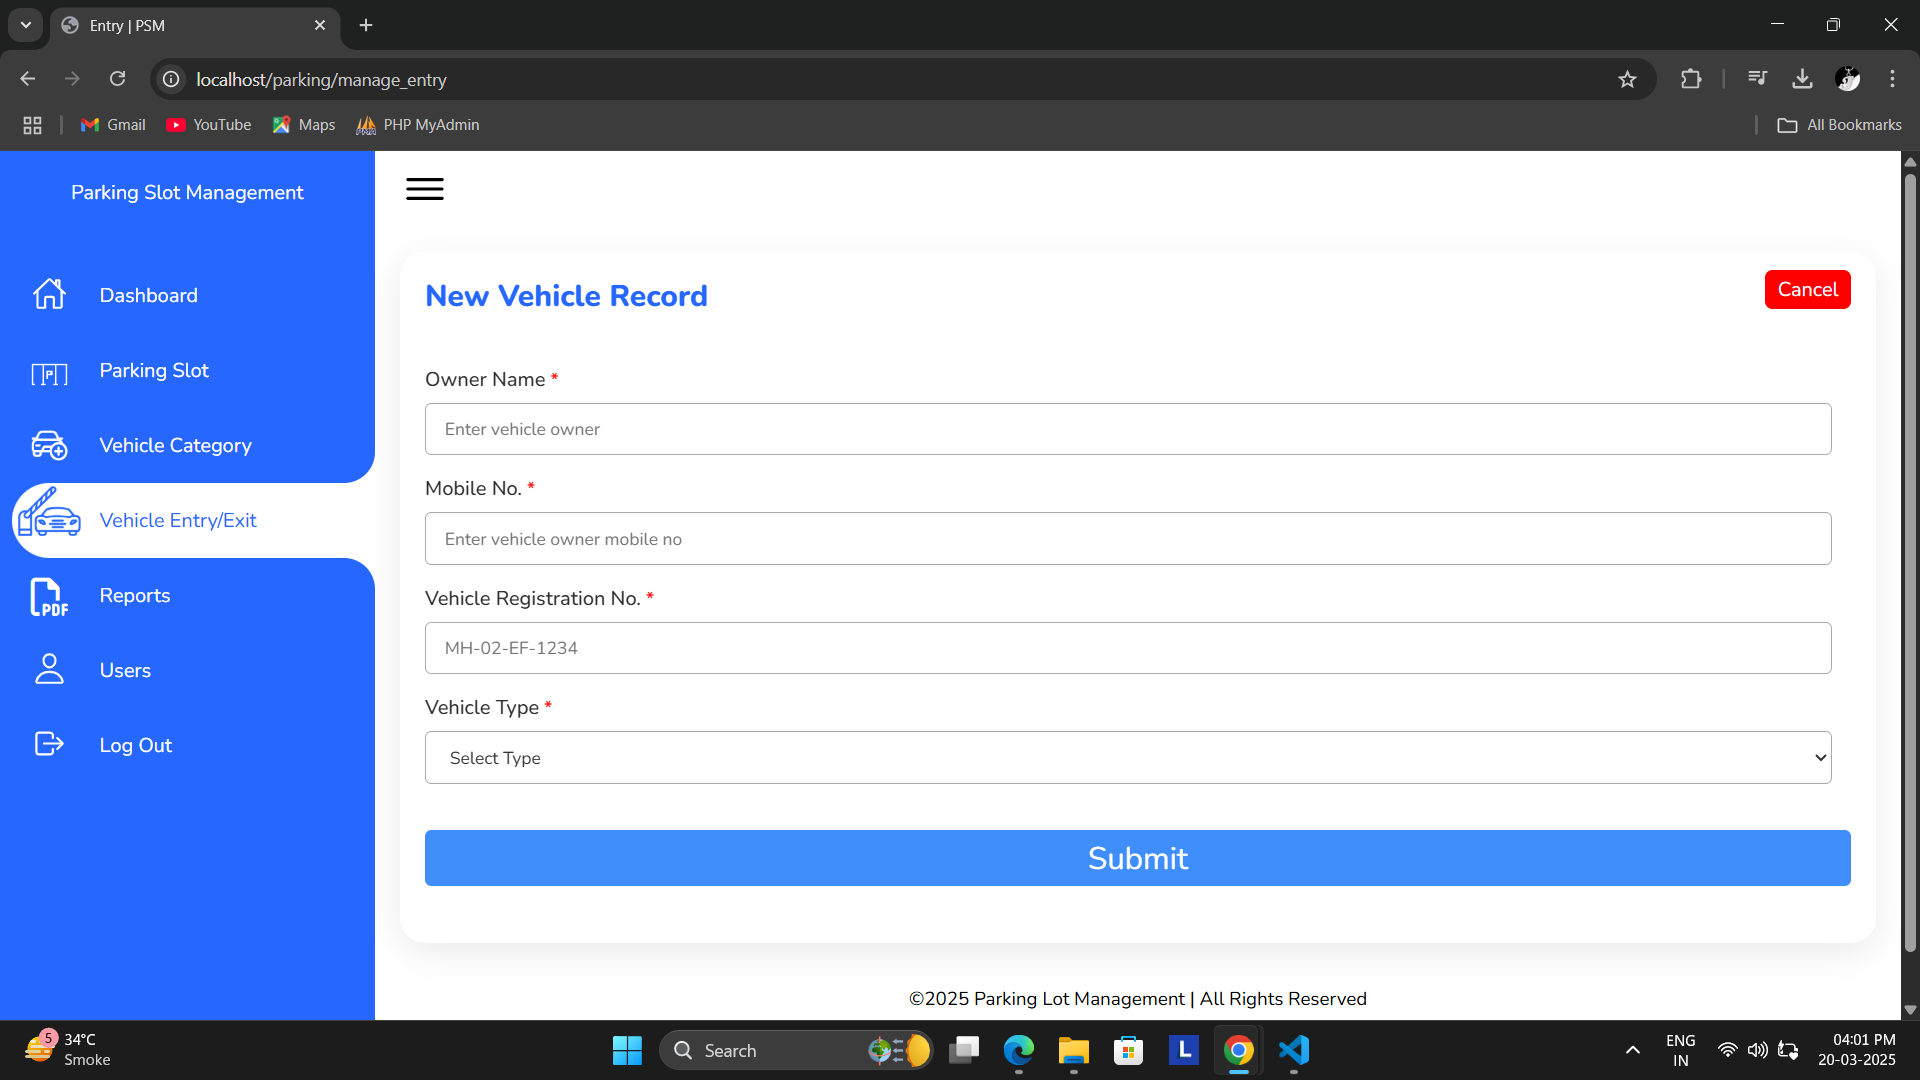 Entry | PSM
localhost/parking/manage_entry
Gmail
YouTube
Maps
PMA
PHP MyAdmin
All Bookmarks
Parking Slot Management
Dashboard
P
Parking Slot
Vehicle Category
Vehicle Entry/Exit
PDF
Reports
Users
Log Out
New Vehicle Record
Cancel
Owner Name *
Enter vehicle owner
Mobile No. *
Enter vehicle owner mobile no
Vehicle Registration No. *
MH-02-EF-1234
Vehicle Type *
Select Type
Submit
©2025 Parking Lot Management | All Rights Reserved
5
34°C
Smoke
Search
L
ENG
IN
04:01 PM
20-03-2025